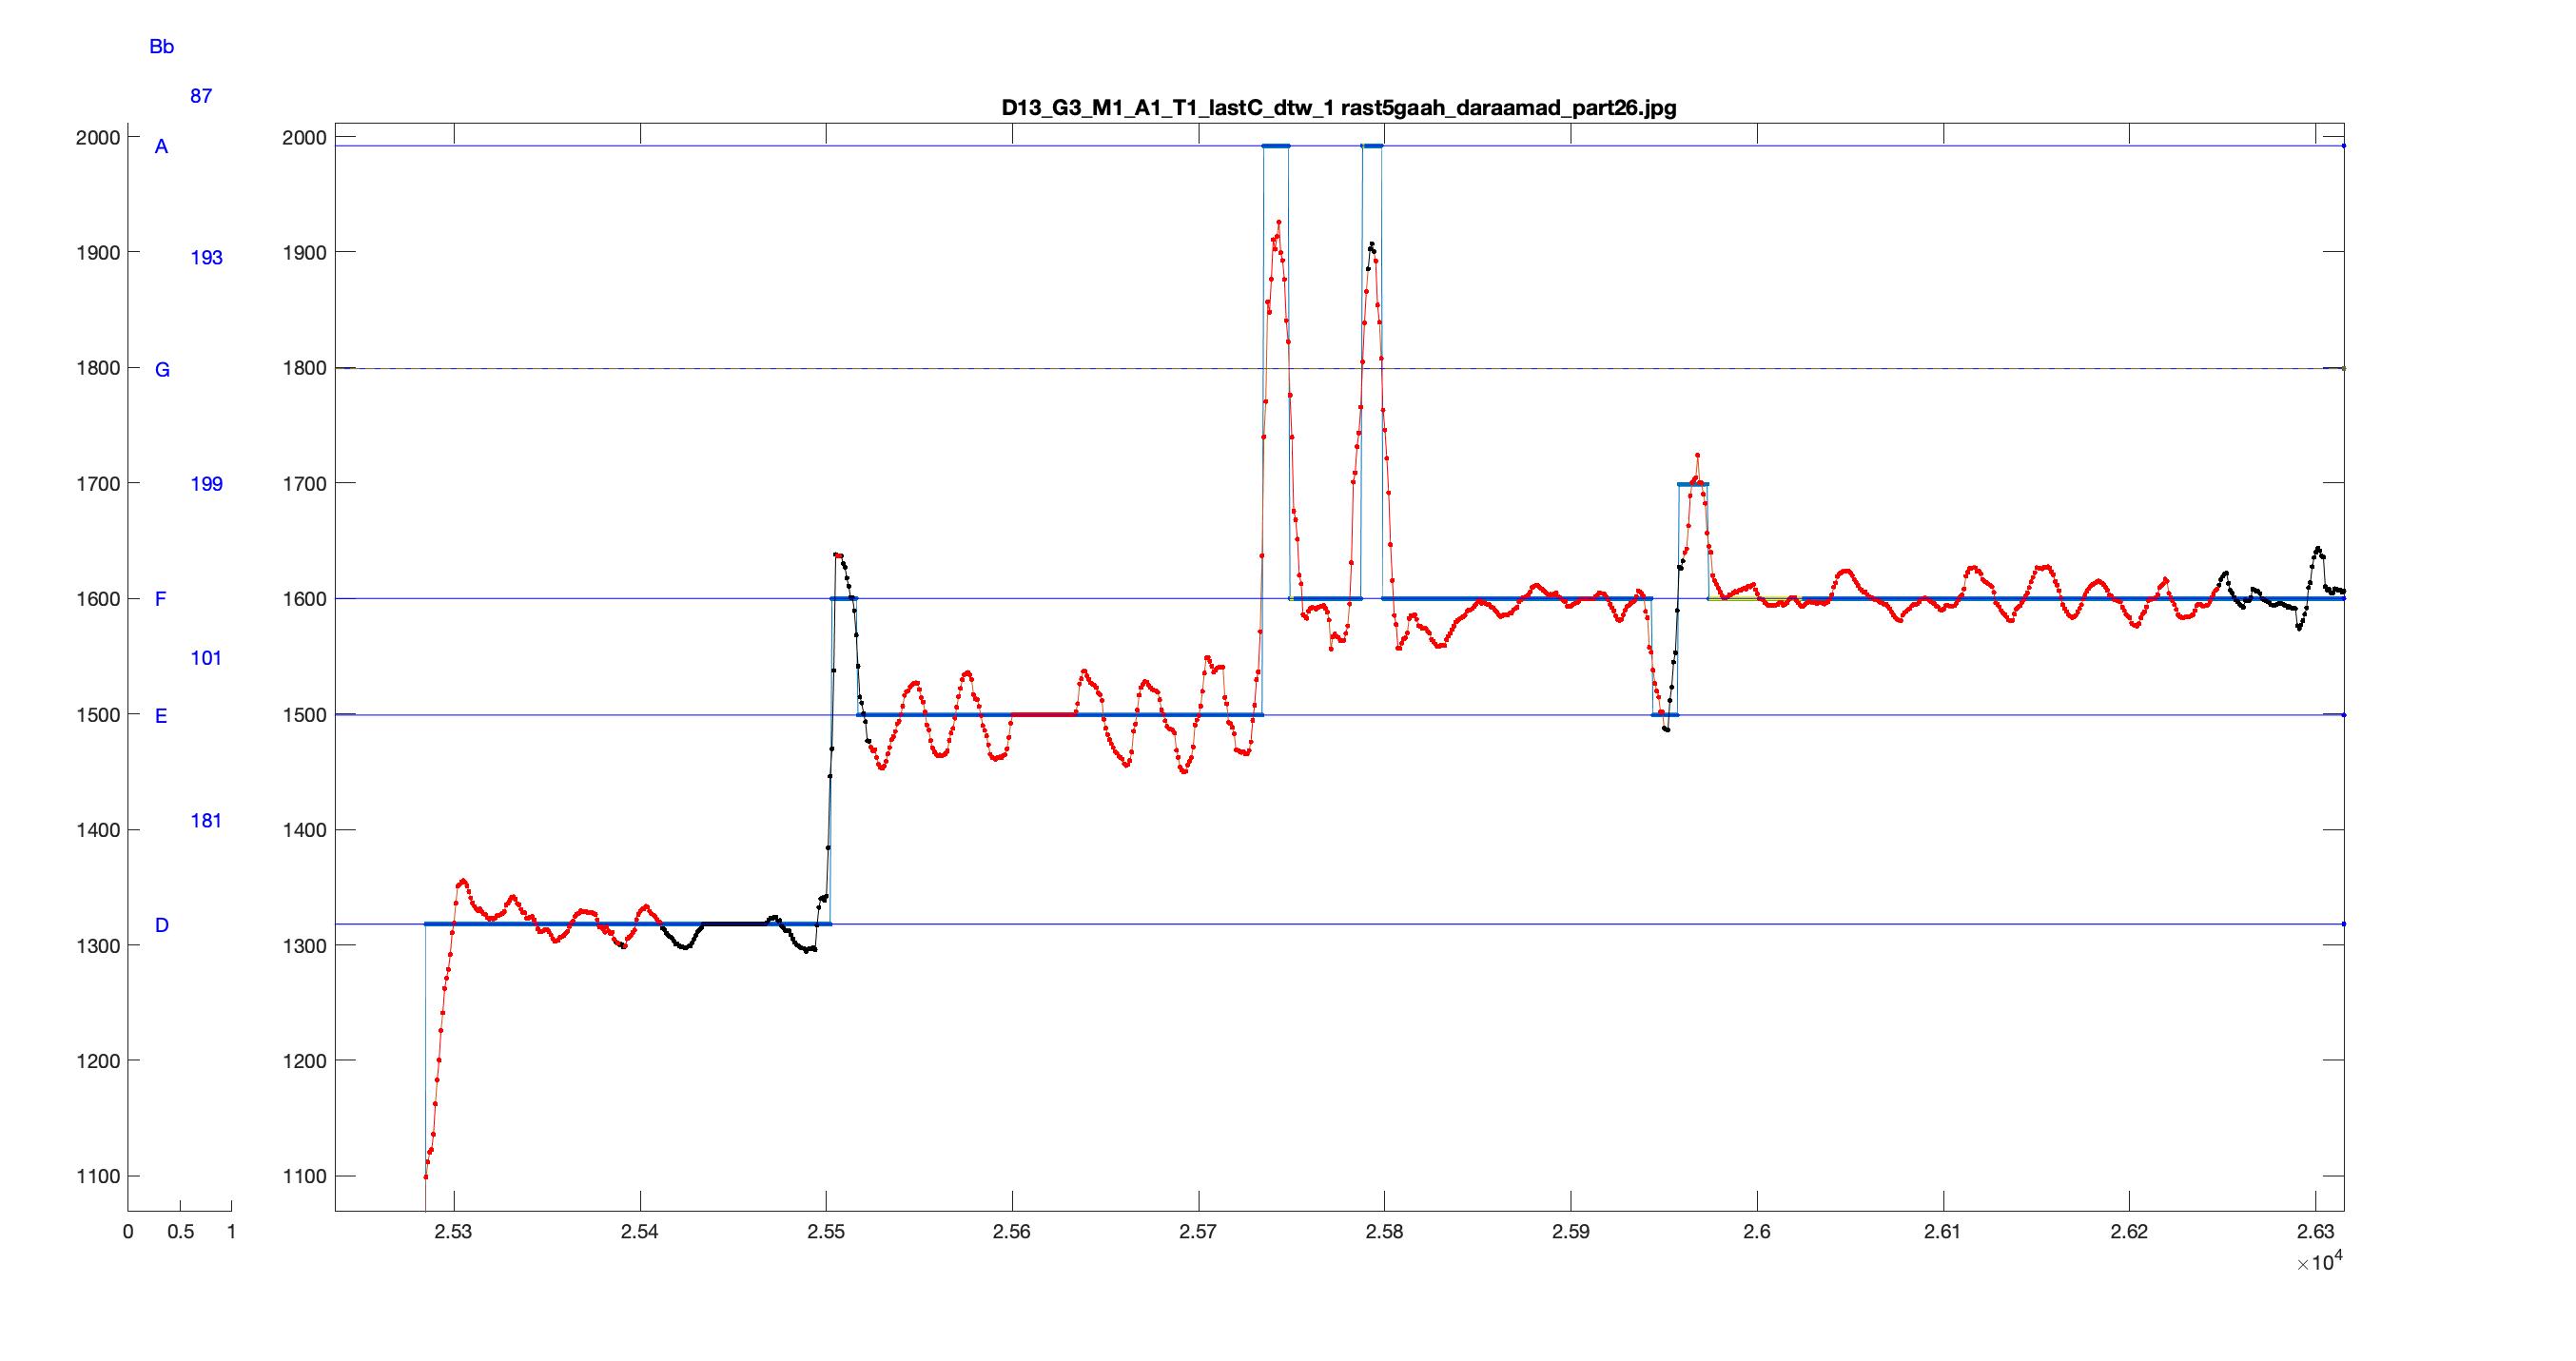 Bb
87
D13_G3_M1_A1_T1_lastC_dtw_1 rast5gaah_daraamad_part26.jpg
2000 A 2000
1900 193 1900
1800 G 1800
1700 199 1700
1600 F 1600
101
1500 E 1500
1400 181 1400
D
1300 1300
1200 1200
1100 1100
0 0.5 1 2.53 2.54 2.55 2.56 2.57 2.58 2.59 2.6 2.61 2.62 2.63
×10⁴